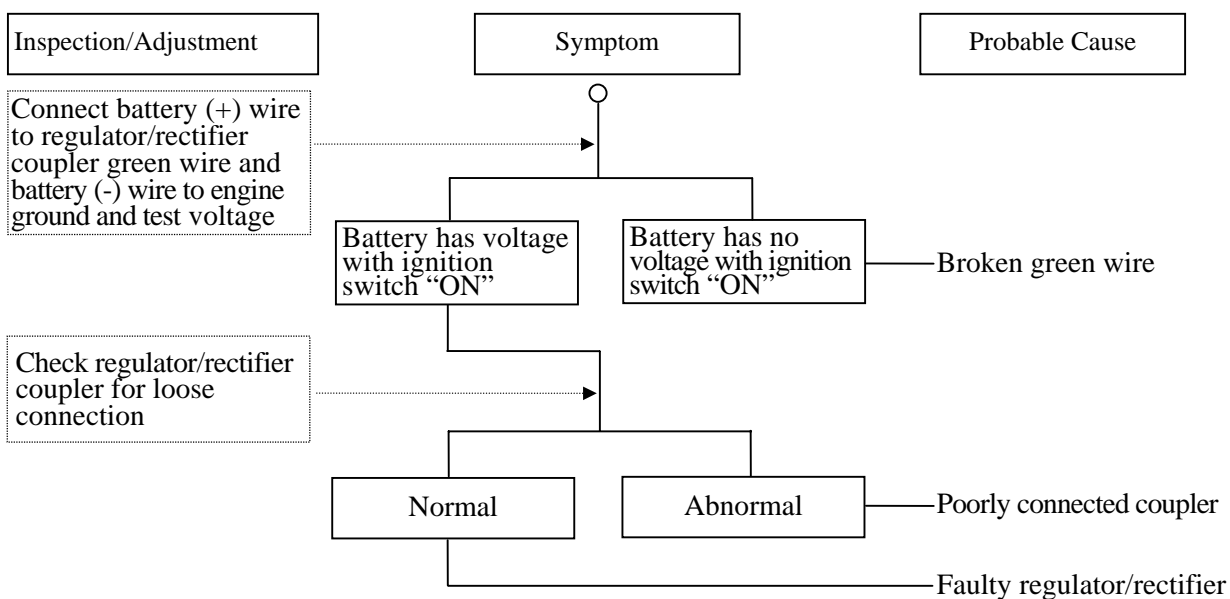 Inspection/Adjustment
Symptom
Probable Cause
Connect battery (+) wire
to regulator/rectifier
coupler green wire and
battery (-) wire to engine
ground and test voltage
Battery has voltage
with ignition
switch “ON”
Battery has no
voltage with ignition
switch “ON”
Broken green wire
Check regulator/rectifier
coupler for loose
connection
Normal
Abnormal
Poorly connected coupler
Faulty regulator/rectifier